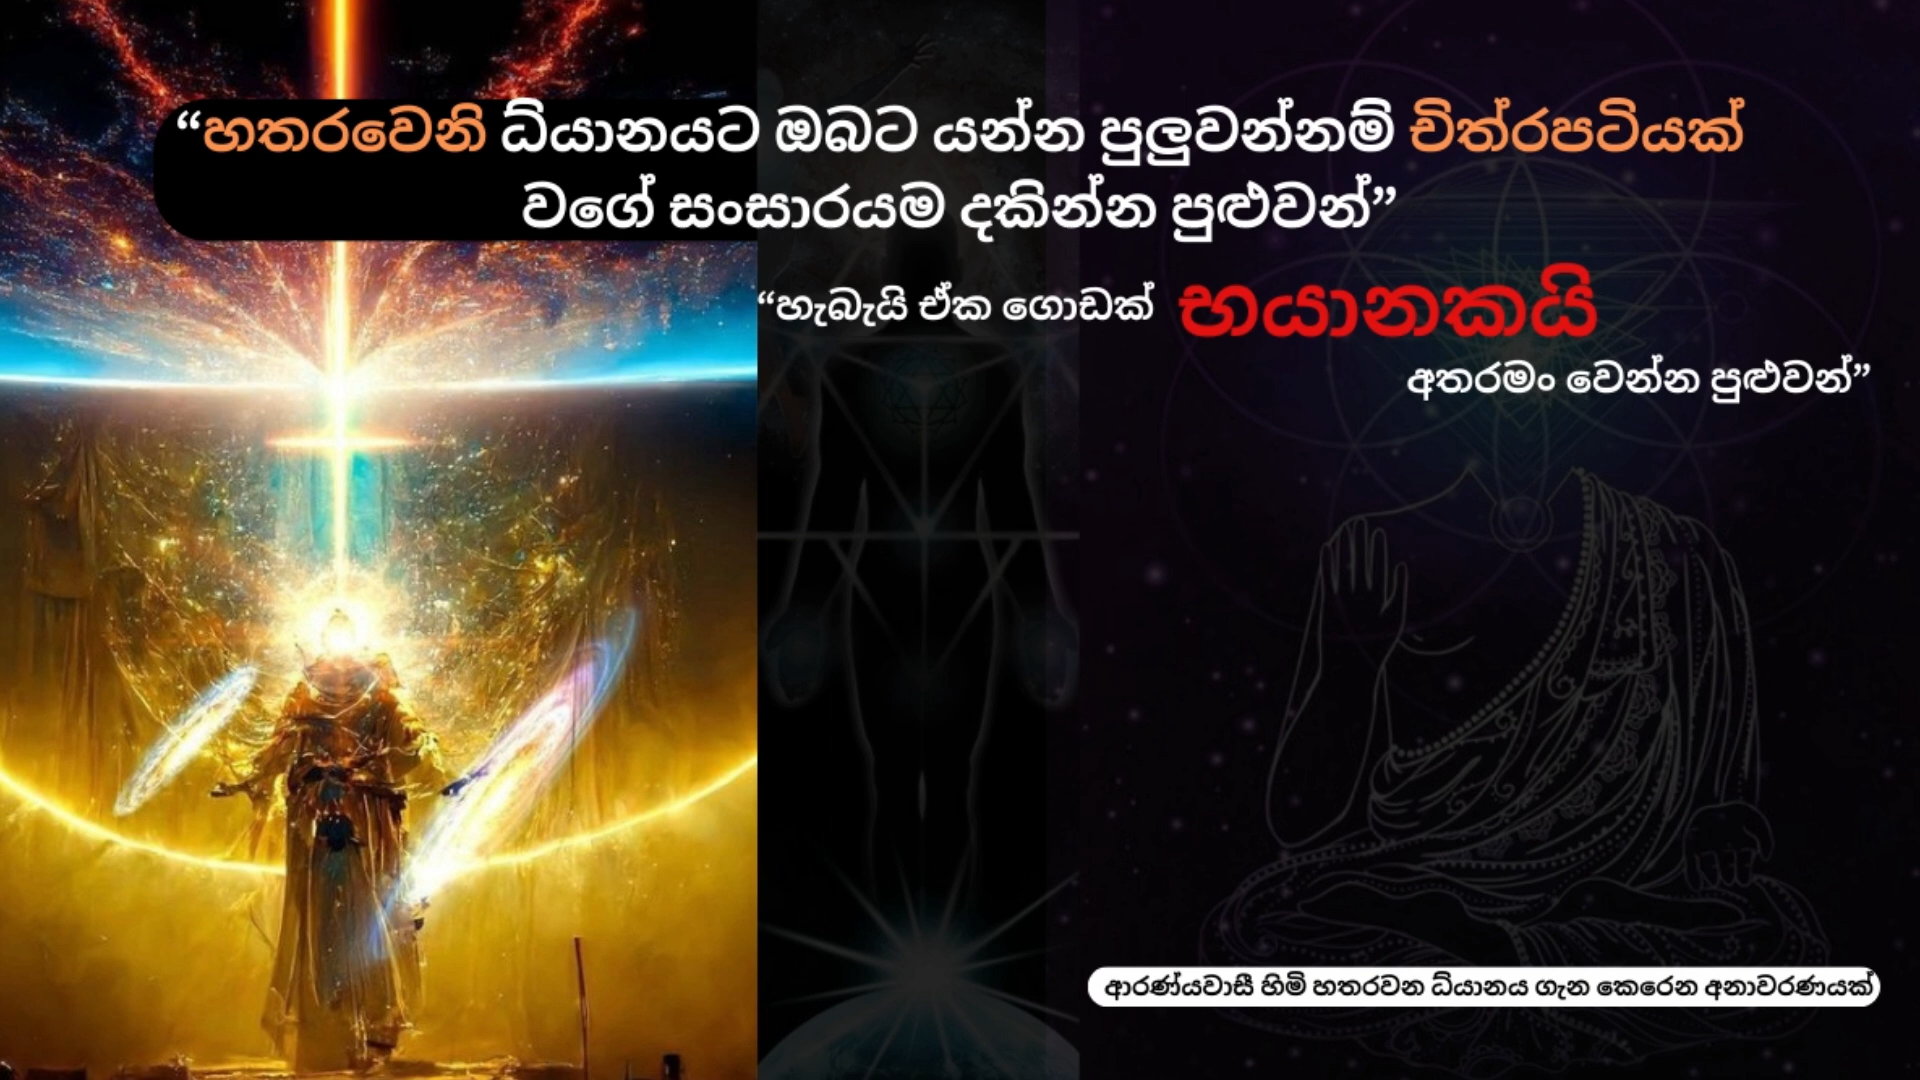 “හතරවෙනි ධ්යානයට ඔබට යන්න පුලුවන්නම් චිත්රපටියක්
වගේ සංසාරයම දකින්න පුළුවන්”
“හැබැයි ඒක ගොඩක් භයානකයි
අතරමං වෙන්න පුළුවන්”
ආරණ්යවාසී හිමි හතරවන ධ්යානය ගැන කෙරෙන අනාවරණයක්